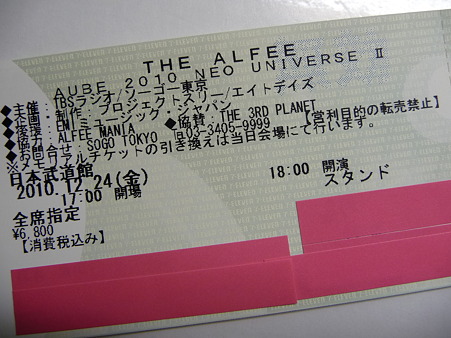 THE ALFEE
AUBE 2010 NEO UNIVERSE Ⅱ
◆主催：TBSラジオ/ソーゴー東京
◆企画・制作：プロジェクトスリー/エイトデイズ
◆後援：EMIミュージック・ジャパン
◆協力：ALFEE MANIA ◆協賛：THE 3RD PLANET
◆お問合せ：SOGO TOKYO ☎03-3405-9999 【営利目的の転売禁止】
※メモリアルチケットの引き換えは当日会場にて行います。
日本武道館
2010.12.24(金)
17:00 開場 18:00 開演
全席指定 スタンド
¥6,800
【消費税込み】